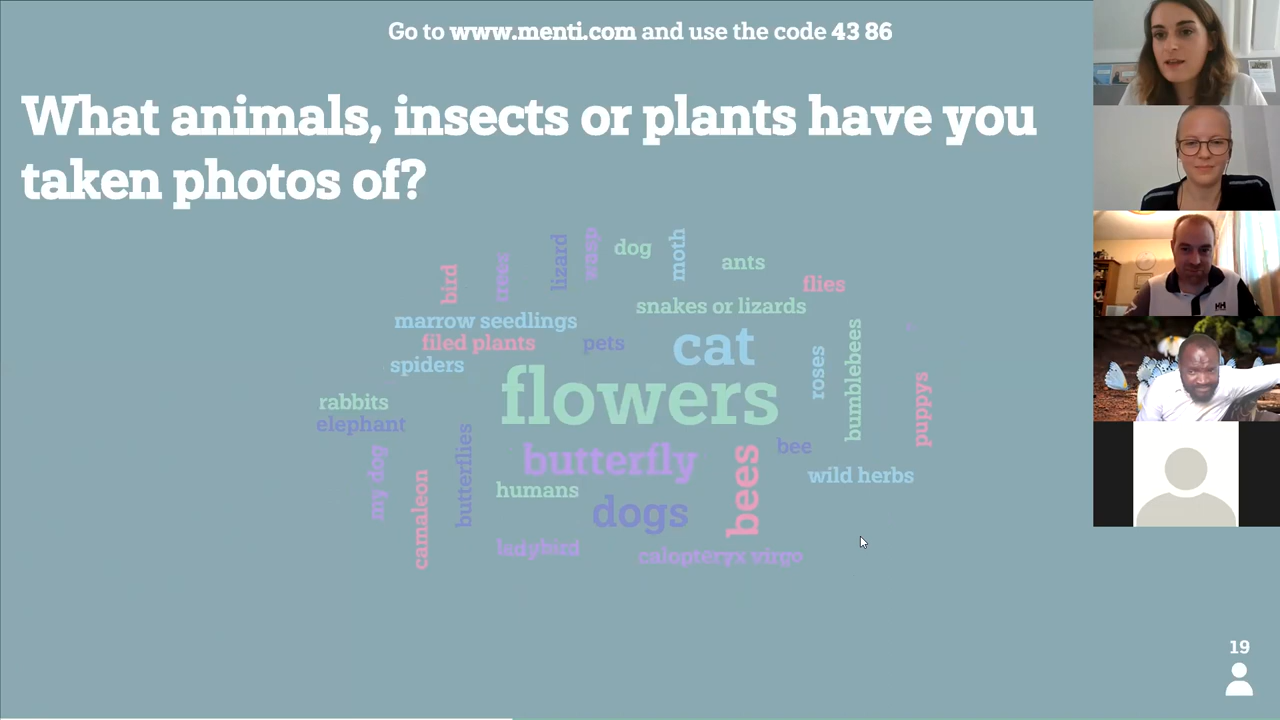 Go to www.menti.com and use the code 43 86
What animals, insects or plants have you
taken photos of?
bird
trees
lizard
wasp
dog
moth
ants
flies
marrow seedlings
snakes or lizards
filed plants
pets
cat
spiders
flowers
roses
bumblebees
puppys
rabbits
elephant
my dog
camaleon
butterflies
butterfly
bees
bee
wild herbs
humans
dogs
ladybird
calopteryx virgo
19